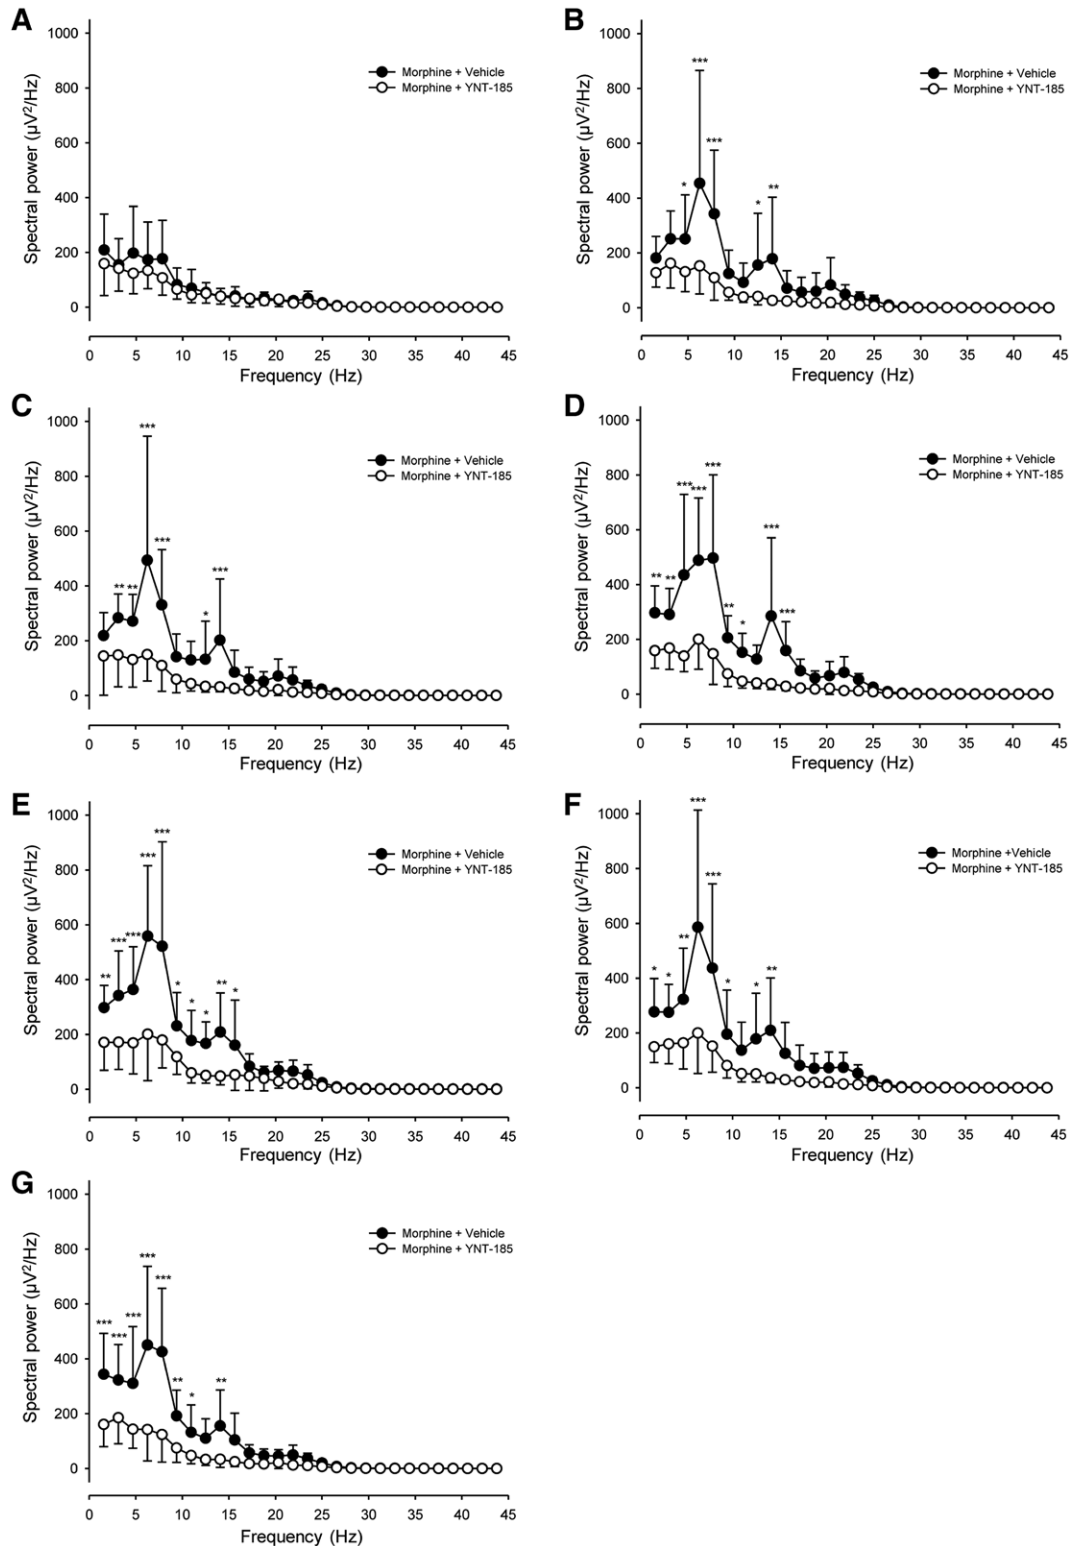 A
1000
800
600
400
200
0
Spectral power (µV²/Hz)
Morphine + Vehicle
Morphine + YNT-185
0 5 10 15 20 25 30 35 40 45
Frequency (Hz)
B
1000
800
600
400
200
0
Spectral power (µV²/Hz)
Morphine + Vehicle
Morphine + YNT-185
***
***
* * **
0 5 10 15 20 25 30 35 40 45
Frequency (Hz)
C
1000
800
600
400
200
0
Spectral power (µV²/Hz)
Morphine + Vehicle
Morphine + YNT-185
***
***
** ** * ***
0 5 10 15 20 25 30 35 40 45
Frequency (Hz)
D
1000
800
600
400
200
0
Spectral power (µV²/Hz)
Morphine + Vehicle
Morphine + YNT-185
***
*** ***
***
** ** ** * ***
0 5 10 15 20 25 30 35 40 45
Frequency (Hz)
E
1000
800
600
400
200
0
Spectral power (µV²/Hz)
Morphine + Vehicle
Morphine + YNT-185
***
***
*** ***
** * * * ** *
0 5 10 15 20 25 30 35 40 45
Frequency (Hz)
F
1000
800
600
400
200
0
Spectral power (µV²/Hz)
Morphine +Vehicle
Morphine + YNT-185
***
***
**
* * * * **
0 5 10 15 20 25 30 35 40 45
Frequency (Hz)
G
1000
800
600
400
200
0
Spectral power (µV²/Hz)
Morphine + Vehicle
Morphine + YNT-185
***
***
*** *** ***
** * **
0 5 10 15 20 25 30 35 40 45
Frequency (Hz)